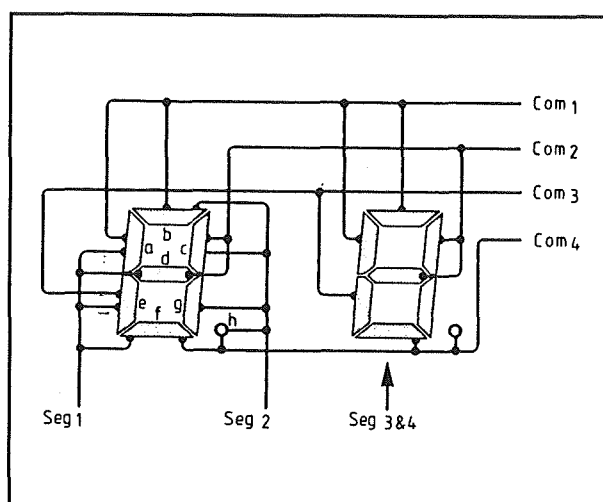 Com 1
Com 2
Com 3
Com 4
b
a c
d
e g
f
h
Seg 1 Seg 2 Seg 3&4